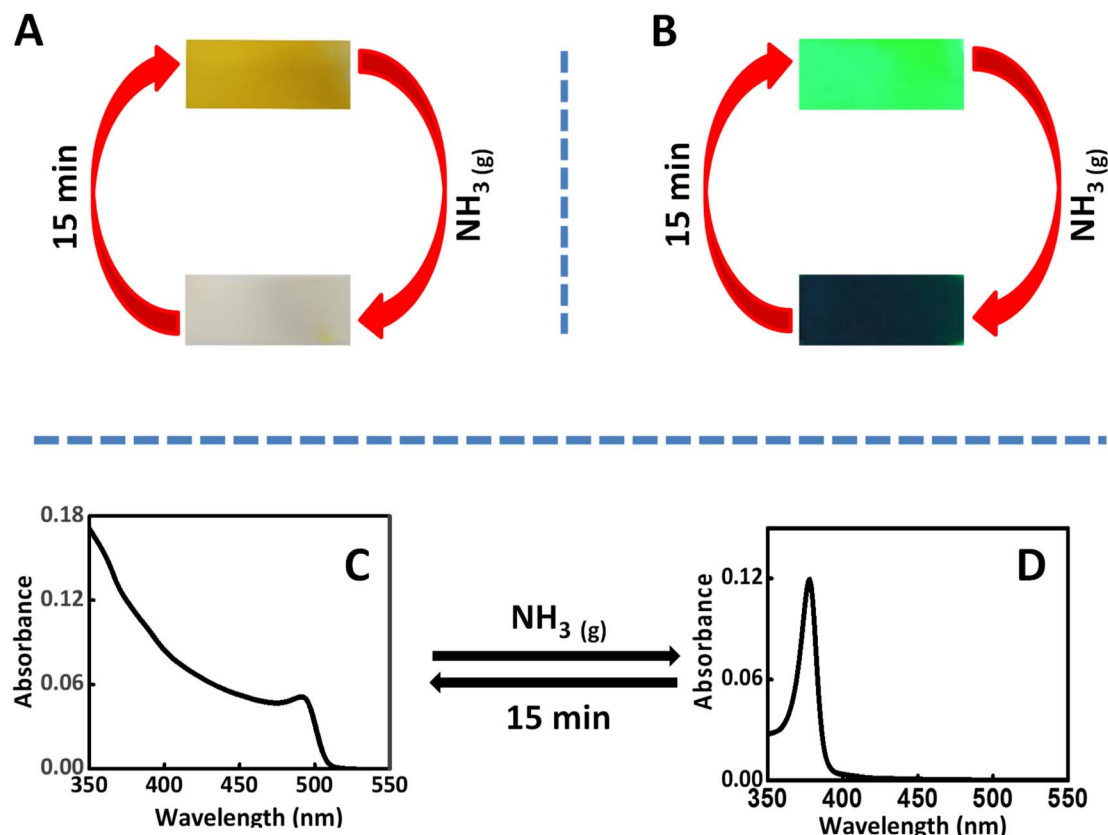 A
15 min
NH3 (g)
B
15 min
NH3 (g)
C
0.18
0.12
0.06
0.00
Absorbance
350 400 450 500 550
Wavelength (nm)
NH3 (g)
15 min
D
0.12
0.06
0.00
Absorbance
350 400 450 500 550
Wavelength (nm)